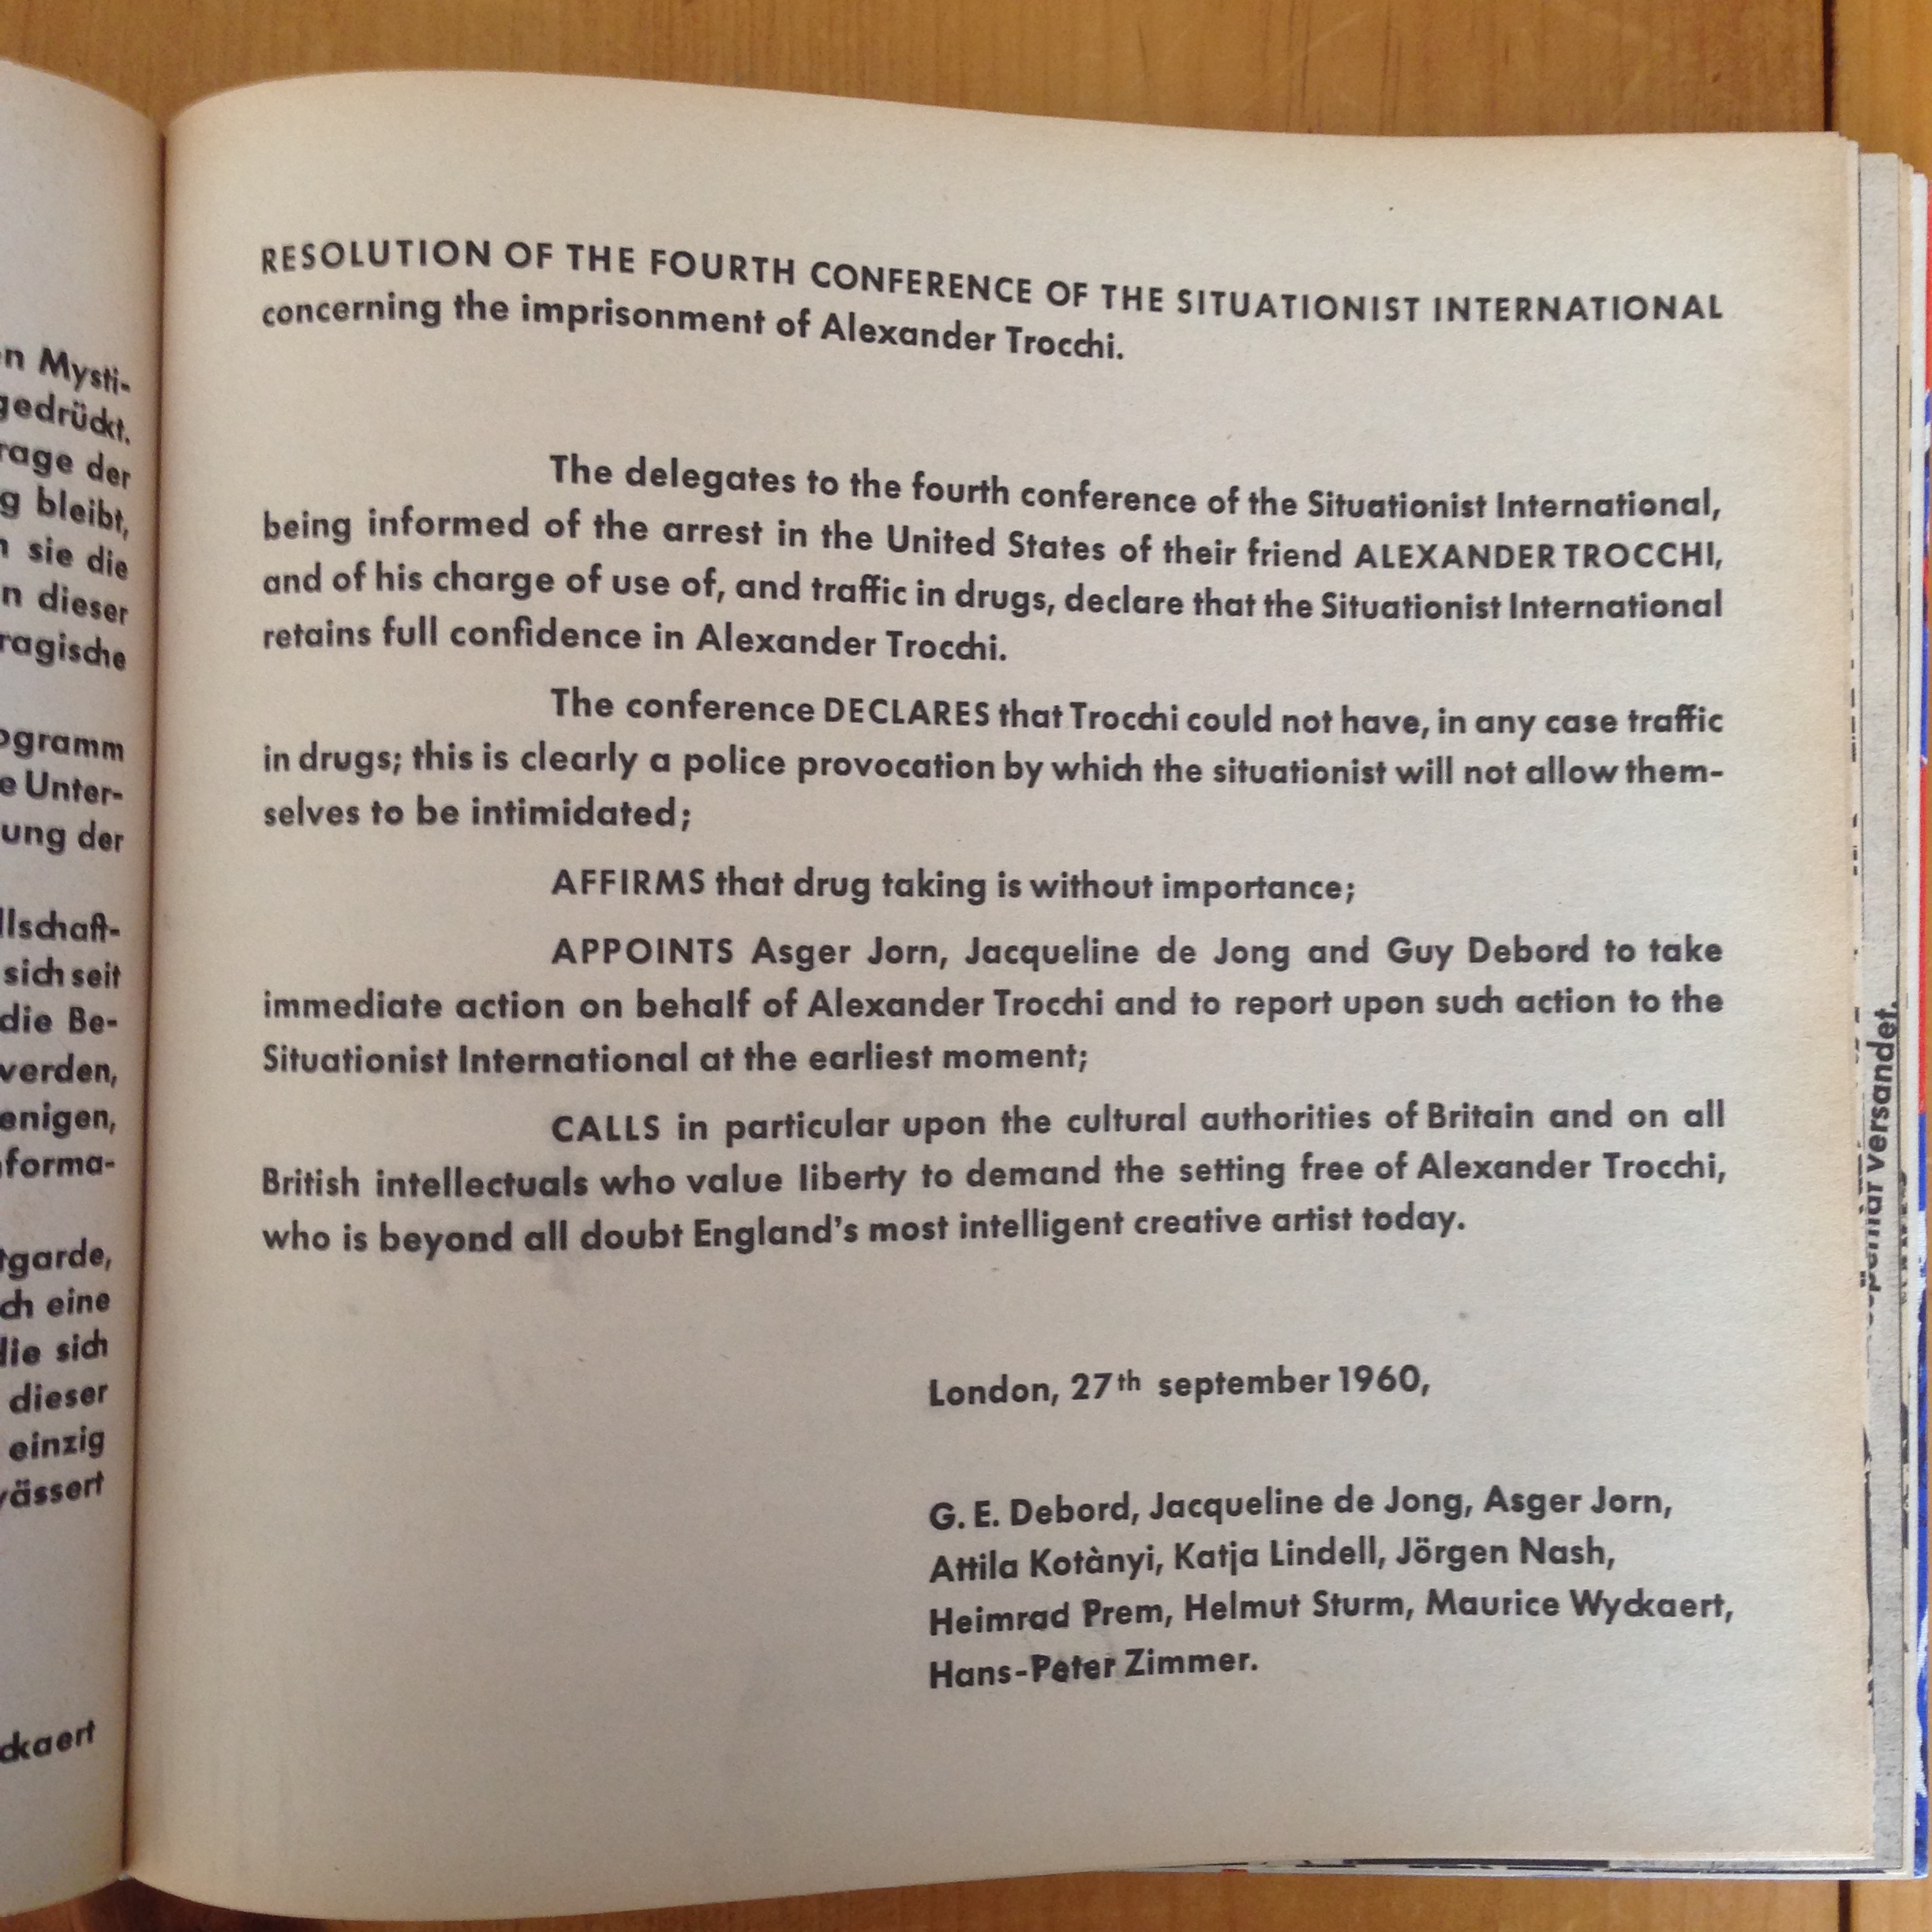 n Mysti-
gedrückt.
rage der
g bleibt,
sie die
n dieser
ragische
ogramm
e Unter-
ung der
llschaft-
sich seit
die Be-
werden,
enigen,
forma-
tgarde,
ch eine
die sich
dieser
einzig
vässert
ckaert
RESOLUTION OF THE FOURTH CONFERENCE OF THE SITUATIONIST INTERNATIONAL
concerning the imprisonment of Alexander Trocchi.
The delegates to the fourth conference of the Situationist International,
being informed of the arrest in the United States of their friend ALEXANDER TROCCHI,
and of his charge of use of, and traffic in drugs, declare that the Situationist International
retains full confidence in Alexander Trocchi.
The conference DECLARES that Trocchi could not have, in any case traffic
in drugs; this is clearly a police provocation by which the situationist will not allow them-
selves to be intimidated;
AFFIRMS that drug taking is without importance;
APPOINTS Asger Jorn, Jacqueline de Jong and Guy Debord to take
immediate action on behalf of Alexander Trocchi and to report upon such action to the
Situationist International at the earliest moment;
CALLS in particular upon the cultural authorities of Britain and on all
British intellectuals who value liberty to demand the setting free of Alexander Trocchi,
who is beyond all doubt England's most intelligent creative artist today.
London, 27th september 1960,
G. E. Debord, Jacqueline de Jong, Asger Jorn,
Attila Kotànyi, Katja Lindell, Jörgen Nash,
Heimrad Prem, Helmut Sturm, Maurice Wyckaert,
Hans-Peter Zimmer.
versandet.